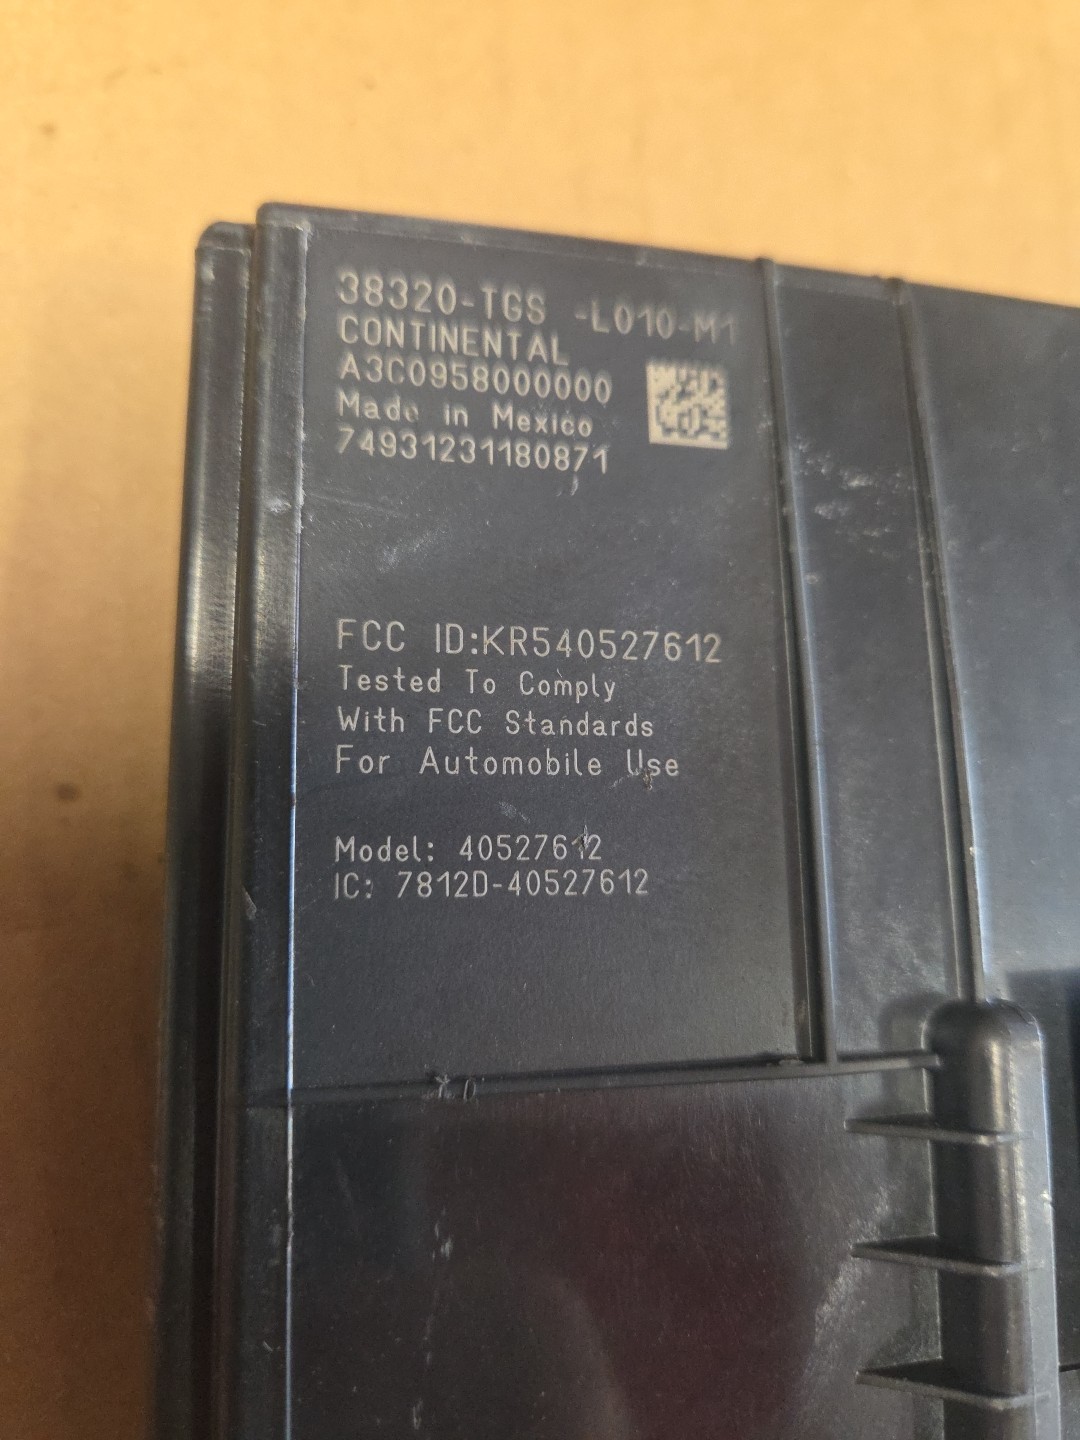 38320-TGS -L010-M1
CONTINENTAL
A3C0958000000
Made in Mexico
74931231180871
FCC ID:KR540527612
Tested To Comply
With FCC Standards
For Automobile Use
Model: 40527612
IC: 7812D-40527612